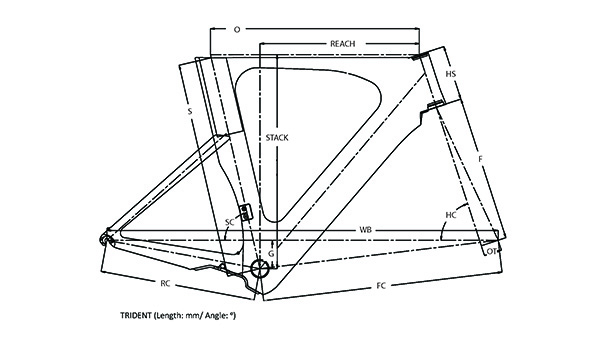 O
REACH
HS
S
STACK
F
SC
HC
WB
G
OT
RC
FC
TRIDENT (Length: mm/ Angle: °)